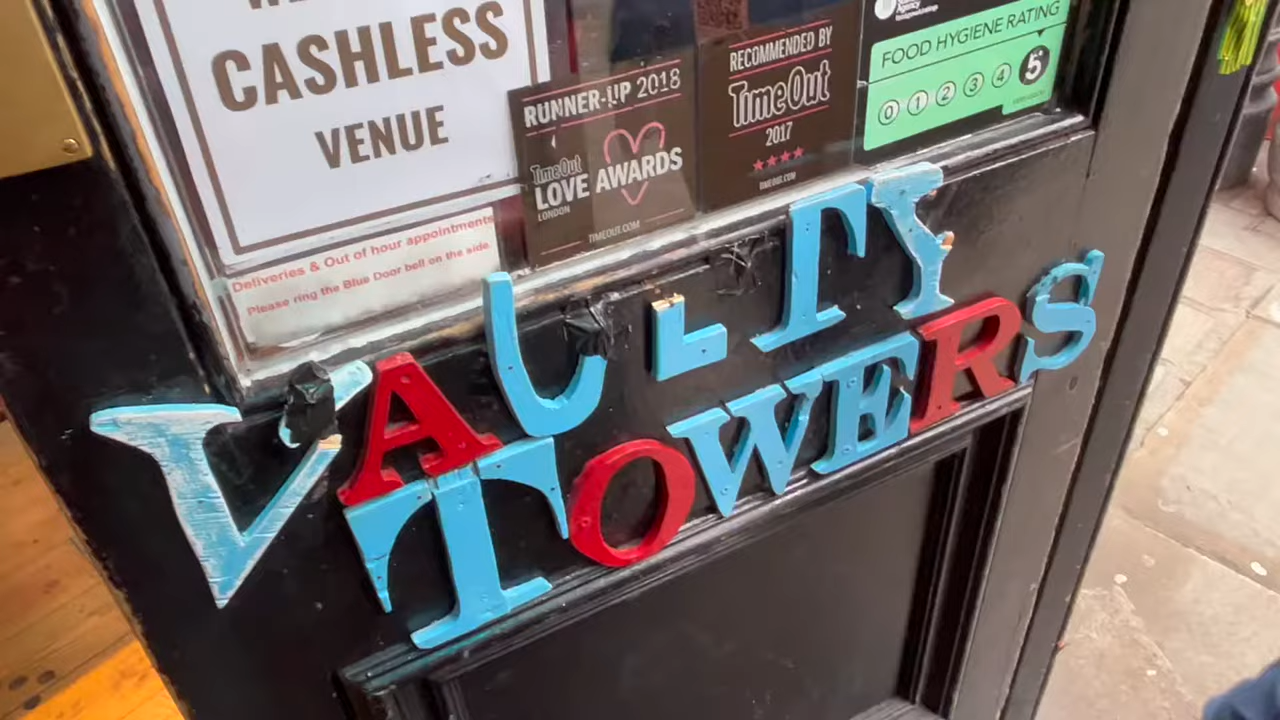 CASHLESS
VENUE
Deliveries & Out of hour appointments
Please ring the Blue Door bell on the side.
RUNNER-UP 2018
TimeOut
LOVE AWARDS
LONDON
TIMEOUT.COM
RECOMMENDED BY
TimeOut
2017
TIMEOUT.COM
Agency
FOOD HYGIENE RATING
0 1 2 3 4 5
VAULTY
TOWERS